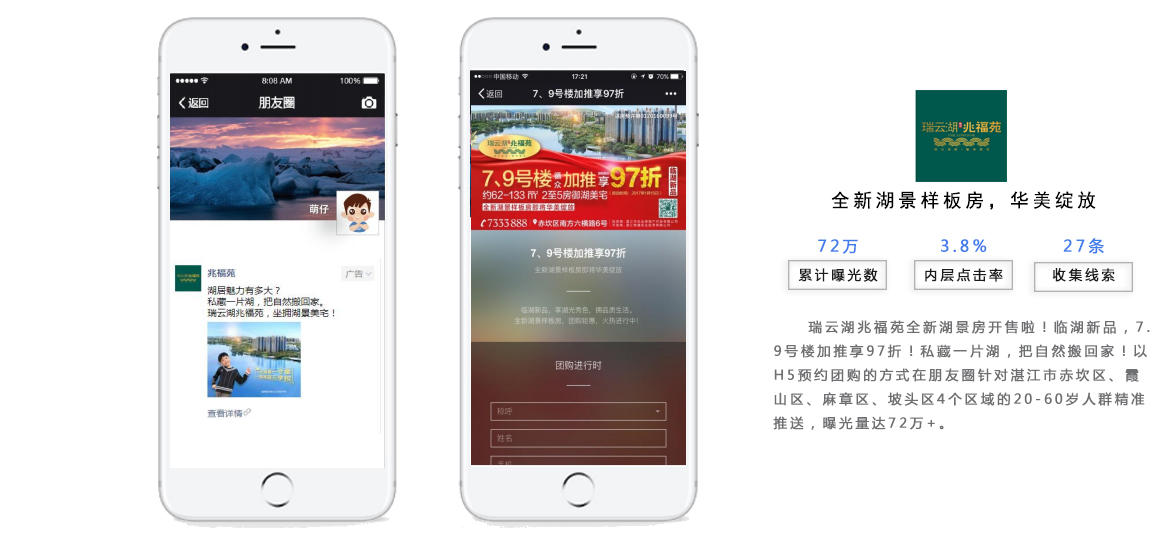 8:08 AM
100%
返回
朋友圈
萌仔
兆福苑
广告
湖居魅力有多大？
私藏一片湖，把自然搬回家。
瑞云湖兆福苑，坐拥湖景美宅！
查看详情
中国移动
17:21
70%
返回
7、9号楼加推享97折
瑞云湖 兆福苑
7、9号楼 加推享97折
临湖新品
约62-133㎡ 2至5房御湖美宅
全新湖景样板房即将华美绽放
7333888
赤坎区南方六横路6号
7、9号楼加推享97折
全新湖景样板房即将华美绽放
临湖新品，享湖光秀色，拥品质生活。
全新湖景样板房，团购钜惠，火热进行中！
团购进行时
称呼
姓名
瑞云湖 兆福苑
全新湖景样板房，华美绽放
72万
3.8%
27条
累计曝光数
内层点击率
收集线索
瑞云湖兆福苑全新湖景房开售啦！临湖新品，7.
9号楼加推享97折！私藏一片湖，把自然搬回家！以
H5预约团购的方式在朋友圈针对湛江市赤坎区、霞
山区、麻章区、坡头区4个区域的20-60岁人群精准
推送，曝光量达72万+。